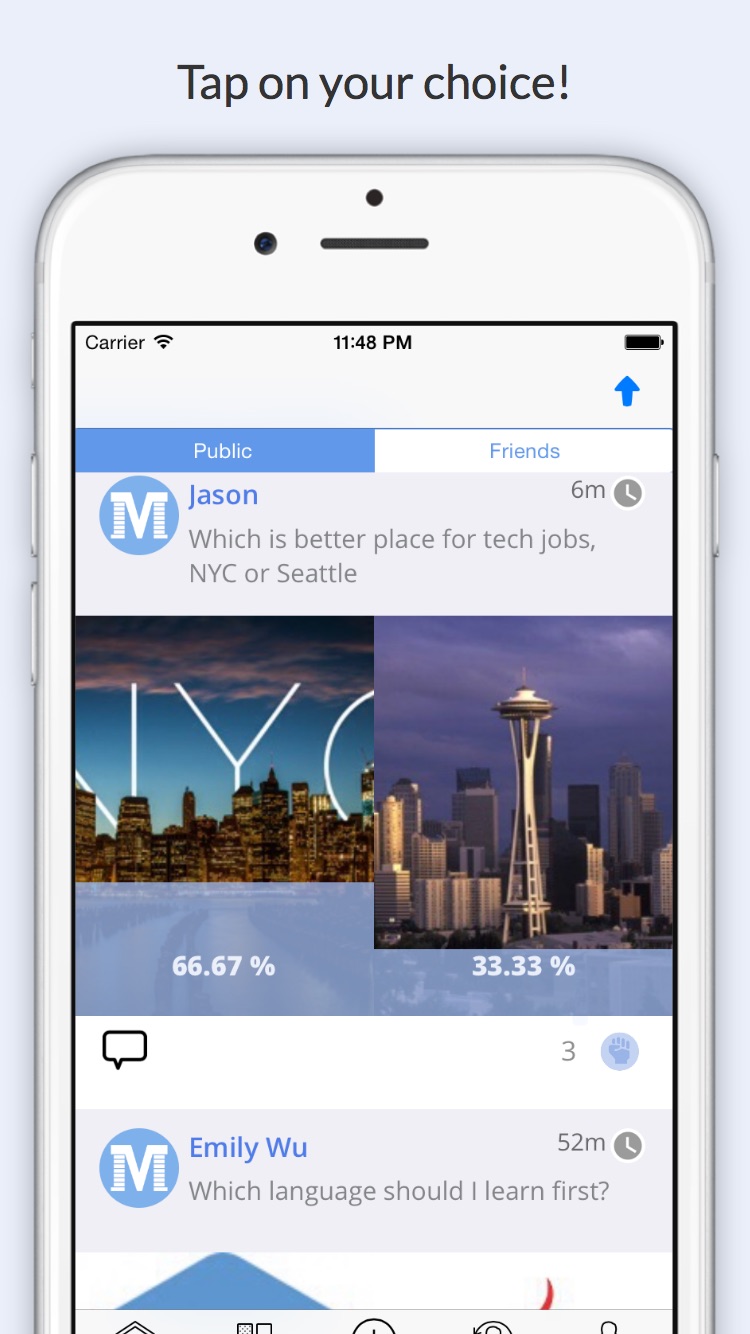 Tap on your choice!
Carrier 11:48 PM
Public Friends
M Jason 6m
Which is better place for tech jobs,
NYC or Seattle
NYC
66.67 % 33.33 %
3
M Emily Wu 52m
Which language should I learn first?